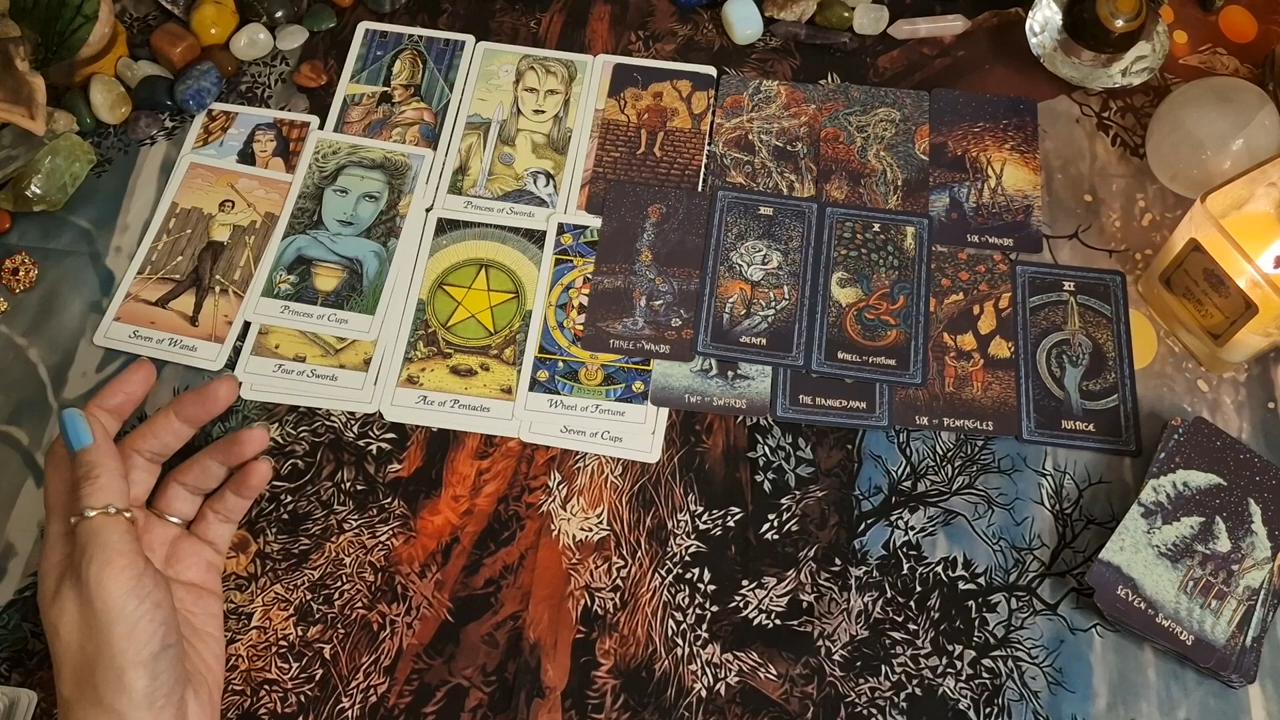 Princess of Swords
Seven of Wands
Princess of Cups
Four of Swords
Ace of Pentacles
Wheel of Fortune
Seven of Cups
SIX OF WANDS
THREE OF WANDS
XIII
DEATH
X
WHEEL OF FORTUNE
TWO OF SWORDS
THE HANGED MAN
SIX OF PENTACLES
XI
JUSTICE
SEVEN OF SWORDS